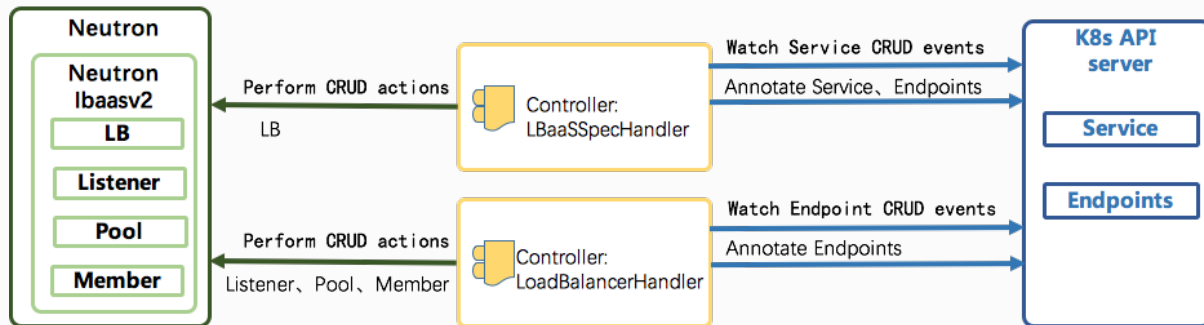 Neutron
Neutron
lbaasv2
LB
Listener
Pool
Member
Perform CRUD actions
LB
Perform CRUD actions
Listener、Pool、Member
Controller:
LBaaSSpecHandler
Controller:
LoadBalancerHandler
Watch Service CRUD events
Annotate Service、Endpoints
Watch Endpoint CRUD events
Annotate Endpoints
K8s API
server
Service
Endpoints